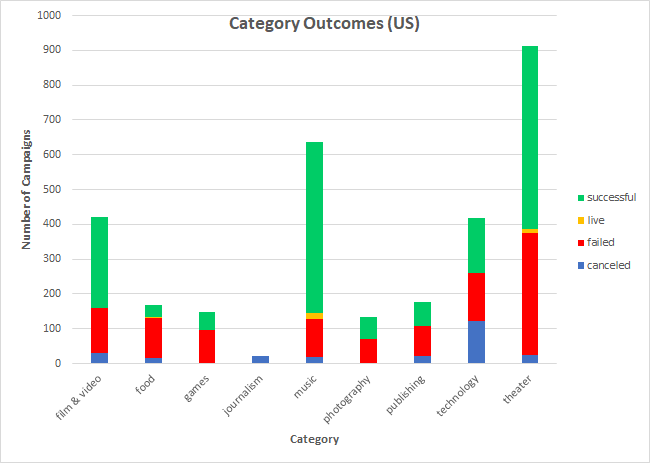 Category Outcomes (US)
1000
900
800
700
600
500
400
300
200
100
0
Number of Campaigns
film & video
food
games
journalism
music
photography
publishing
technology
theater
Category
successful
live
failed
canceled